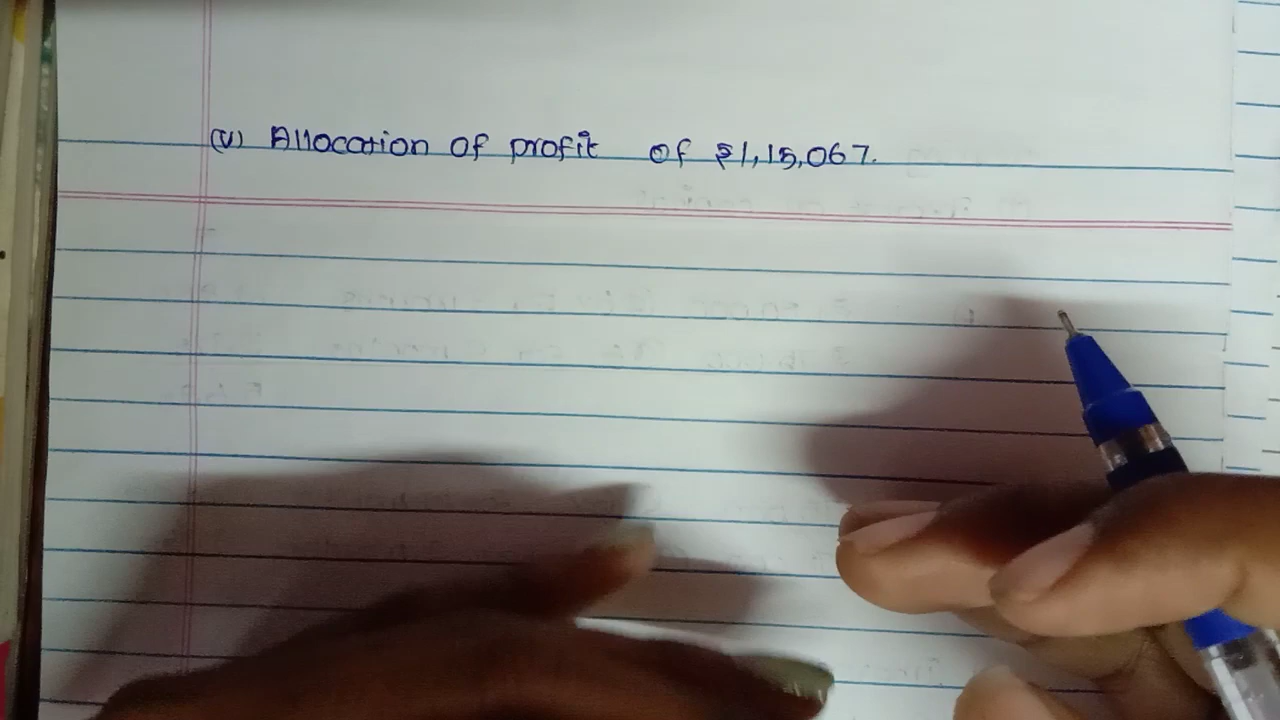 (V) Allocation of profit of ₹1,15,067.